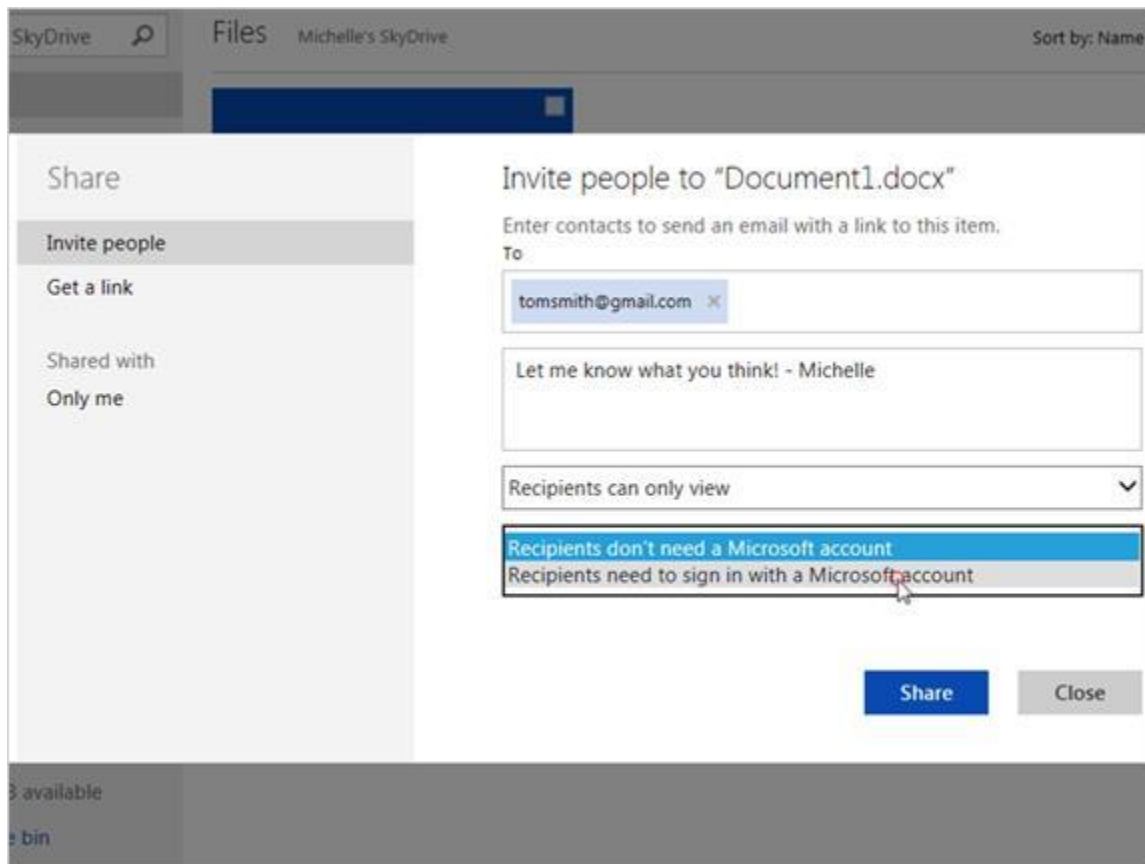 SkyDrive
Files Michelle's SkyDrive
Sort by: Name
Share
Invite people
Get a link
Shared with
Only me
Invite people to “Document1.docx”
Enter contacts to send an email with a link to this item.
To
tomsmith@gmail.com ×
Let me know what you think! - Michelle
Recipients can only view
Recipients don't need a Microsoft account
Recipients need to sign in with a Microsoft account
Share
Close
available
bin